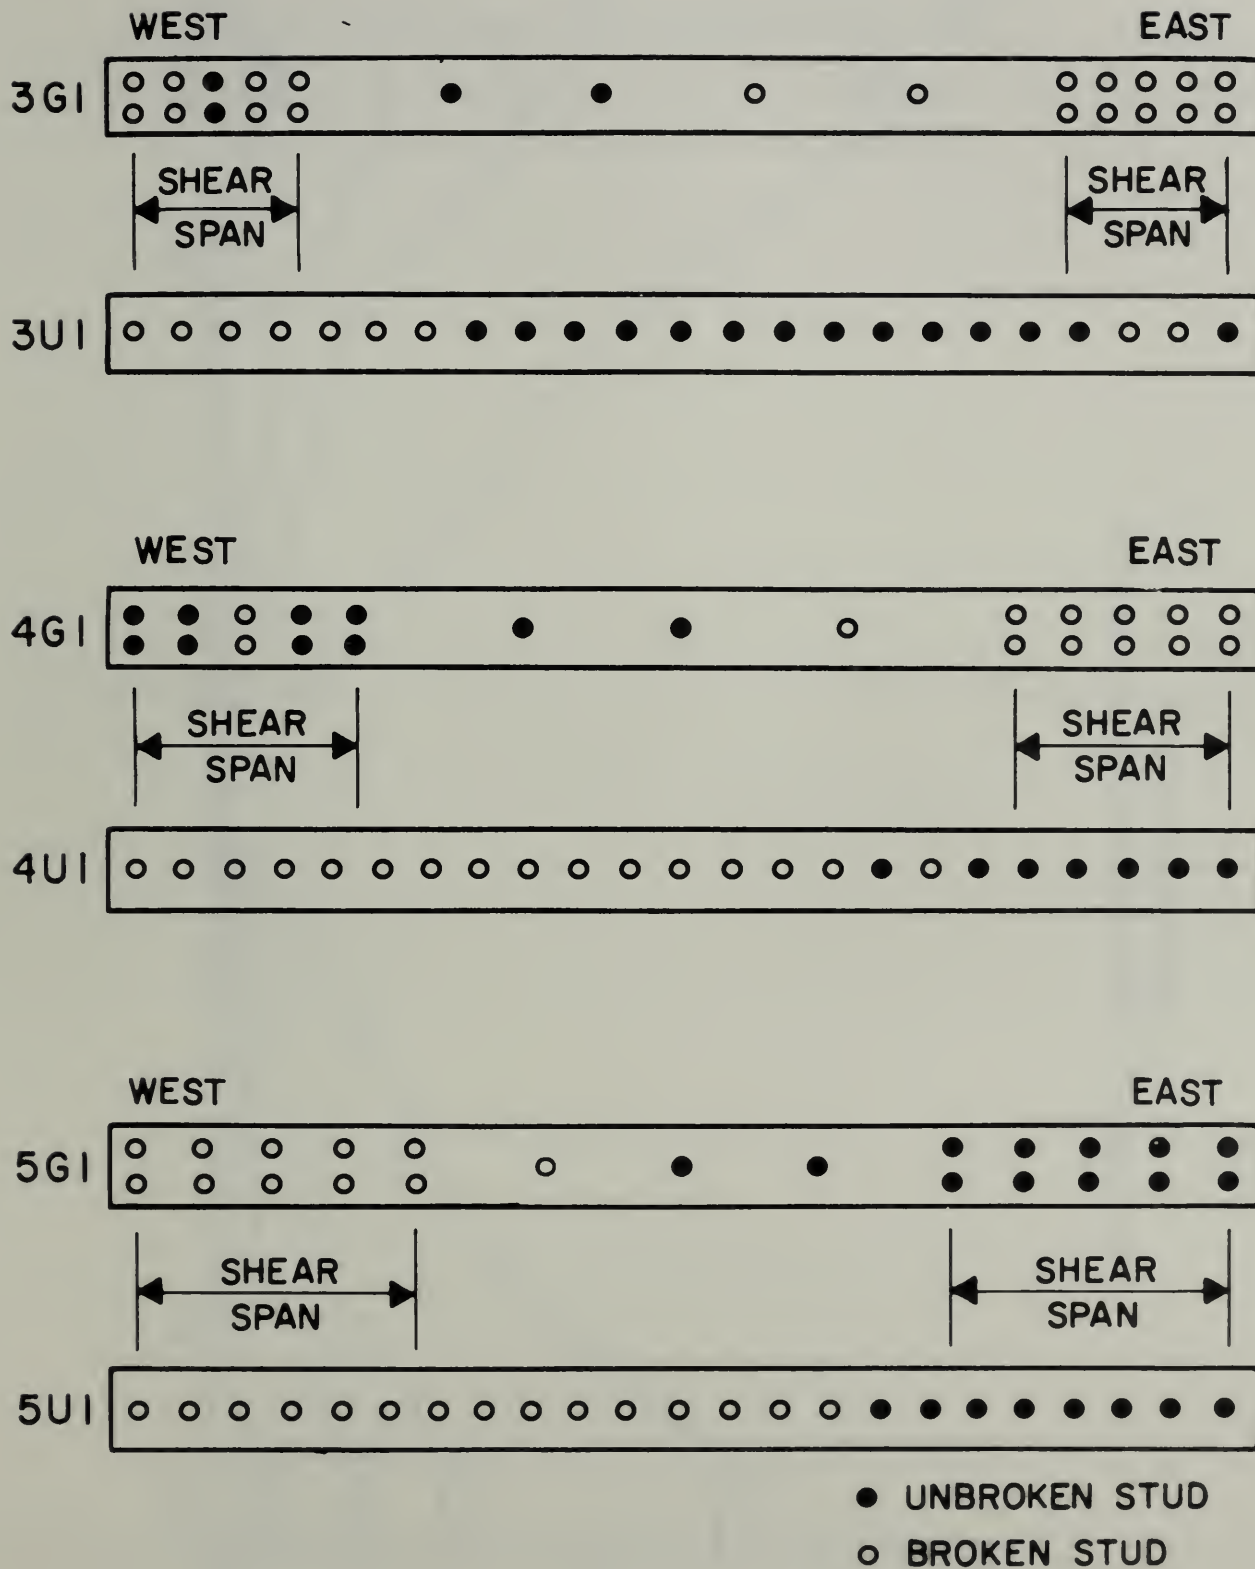 WEST EAST
3G1
SHEAR SHEAR
SPAN SPAN
3U1
WEST EAST
4G1
SHEAR SHEAR
SPAN SPAN
4U1
WEST EAST
5G1
SHEAR SHEAR
SPAN SPAN
5U1
UNBROKEN STUD
BROKEN STUD